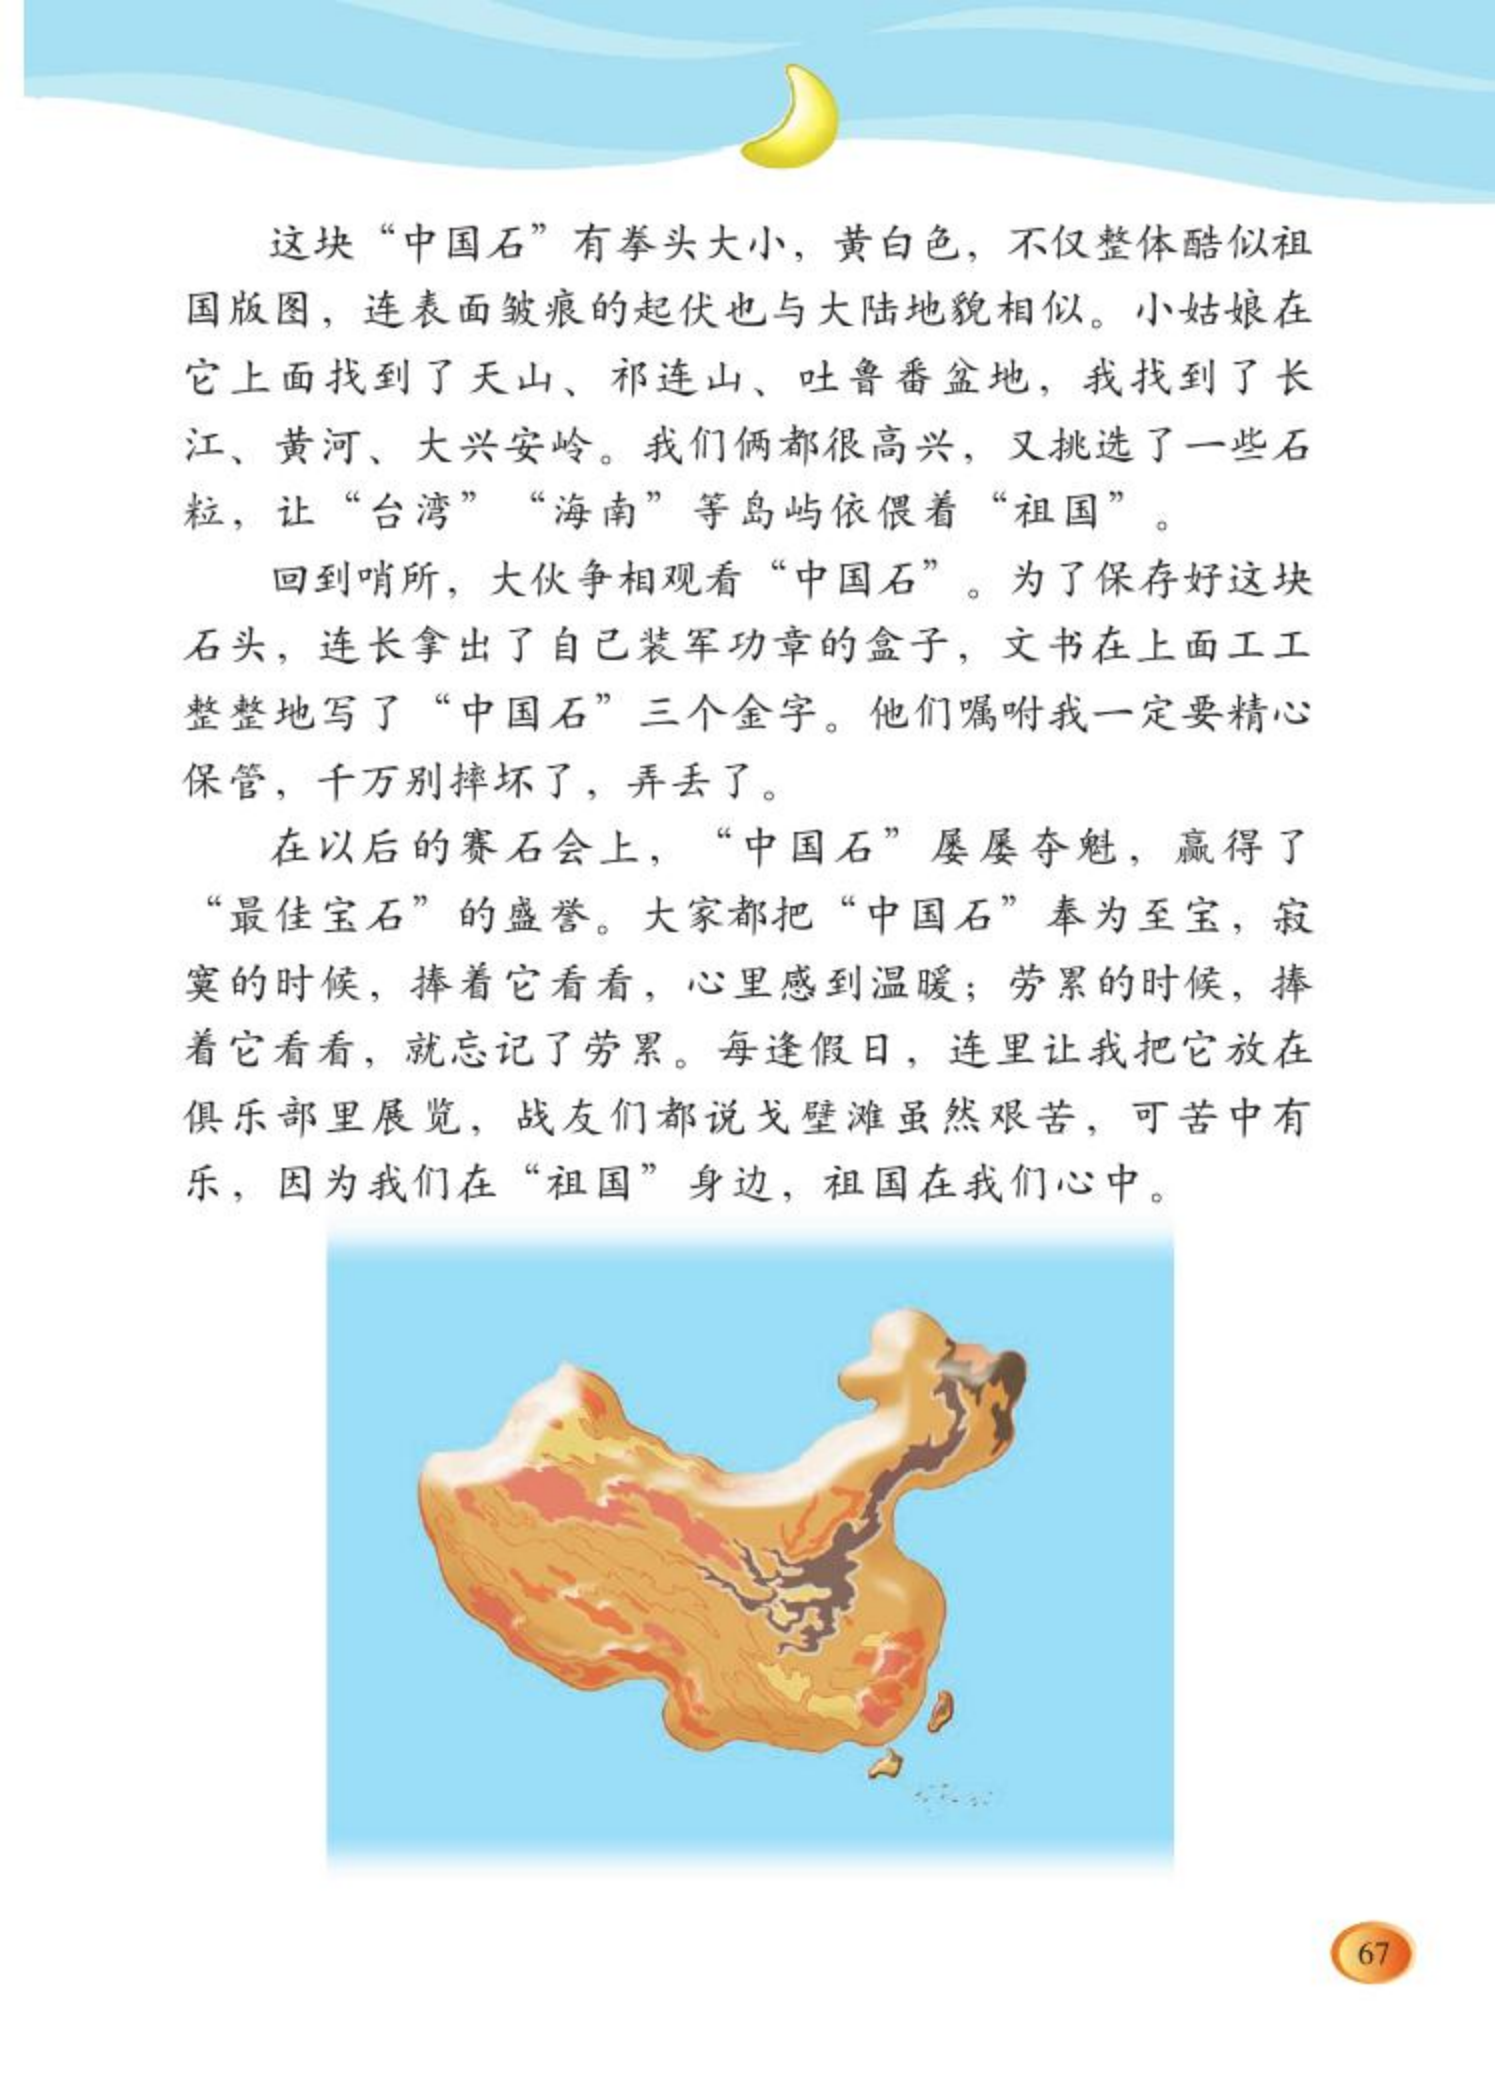 这块“中国石”有拳头大小，黄白色，不仅整体酷似祖
国版图，连表面皱痕的起伏也与大陆地貌相似。小姑娘在
它上面找到了天山、祁连山、吐鲁番盆地，我找到了长
江、黄河、大兴安岭。我们俩都很高兴，又挑选了一些石
粒，让“台湾”“海南”等岛屿依偎着“祖国”。
回到哨所，大伙争相观看“中国石”。为了保存好这块
石头，连长拿出了自己装军功章的盒子，文书在上面工工
整整地写了“中国石”三个金字。他们嘱咐我一定要精心
保管，千万别摔坏了，弄丢了。
在以后的赛石会上，“中国石”屡屡夺魁，赢得了
“最佳宝石”的盛誉。大家都把“中国石”奉为至宝，寂
寞的时候，捧着它看看，心里感到温暖；劳累的时候，捧
着它看看，就忘记了劳累。每逢假日，连里让我把它放在
俱乐部里展览，战友们都说戈壁滩虽然艰苦，可苦中有
乐，因为我们在“祖国”身边，祖国在我们心中。
67